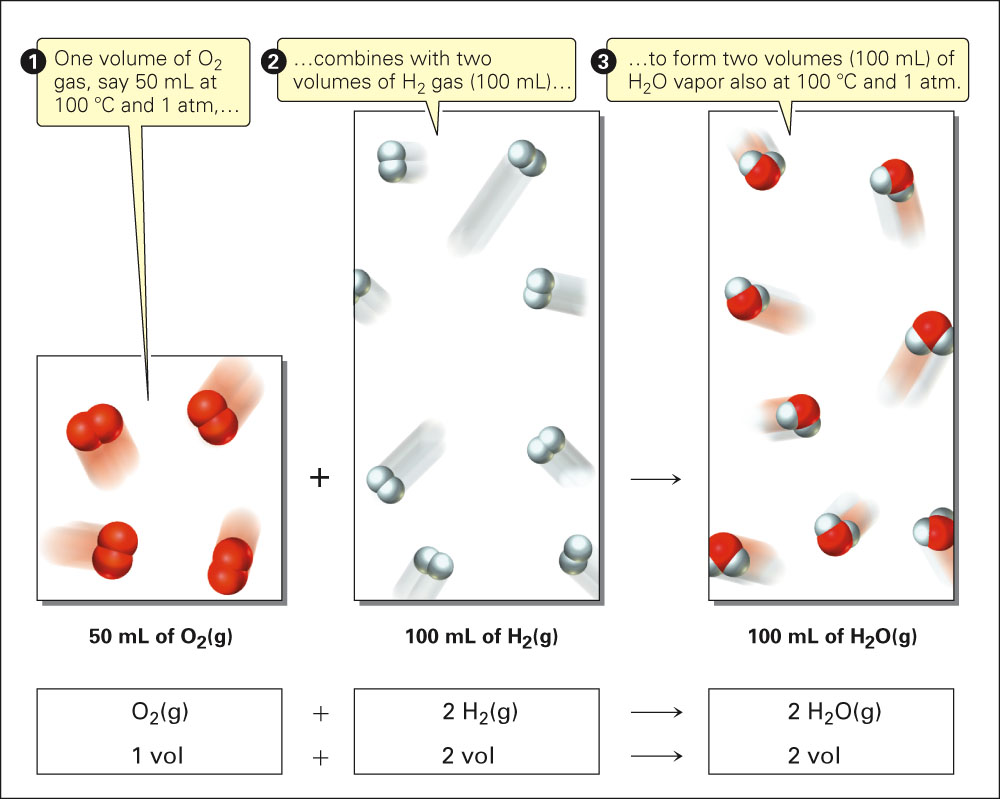 1 One volume of O₂
gas, say 50 mL at
100 °C and 1 atm,…
2 …combines with two
volumes of H₂ gas (100 mL)…
3 …to form two volumes (100 mL) of
H₂O vapor also at 100 °C and 1 atm.
+ →
50 mL of O₂(g) 100 mL of H₂(g) 100 mL of H₂O(g)
O₂(g) + 2 H₂(g) → 2 H₂O(g)
1 vol + 2 vol → 2 vol